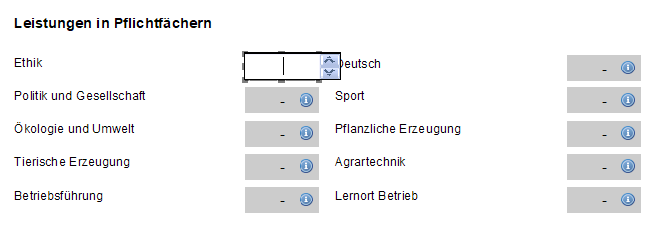 Leistungen in Pflichtfächern
Ethik Deutsch -
Politik und Gesellschaft - Sport -
Ökologie und Umwelt - Pflanzliche Erzeugung -
Tierische Erzeugung - Agrartechnik -
Betriebsführung - Lernort Betrieb -